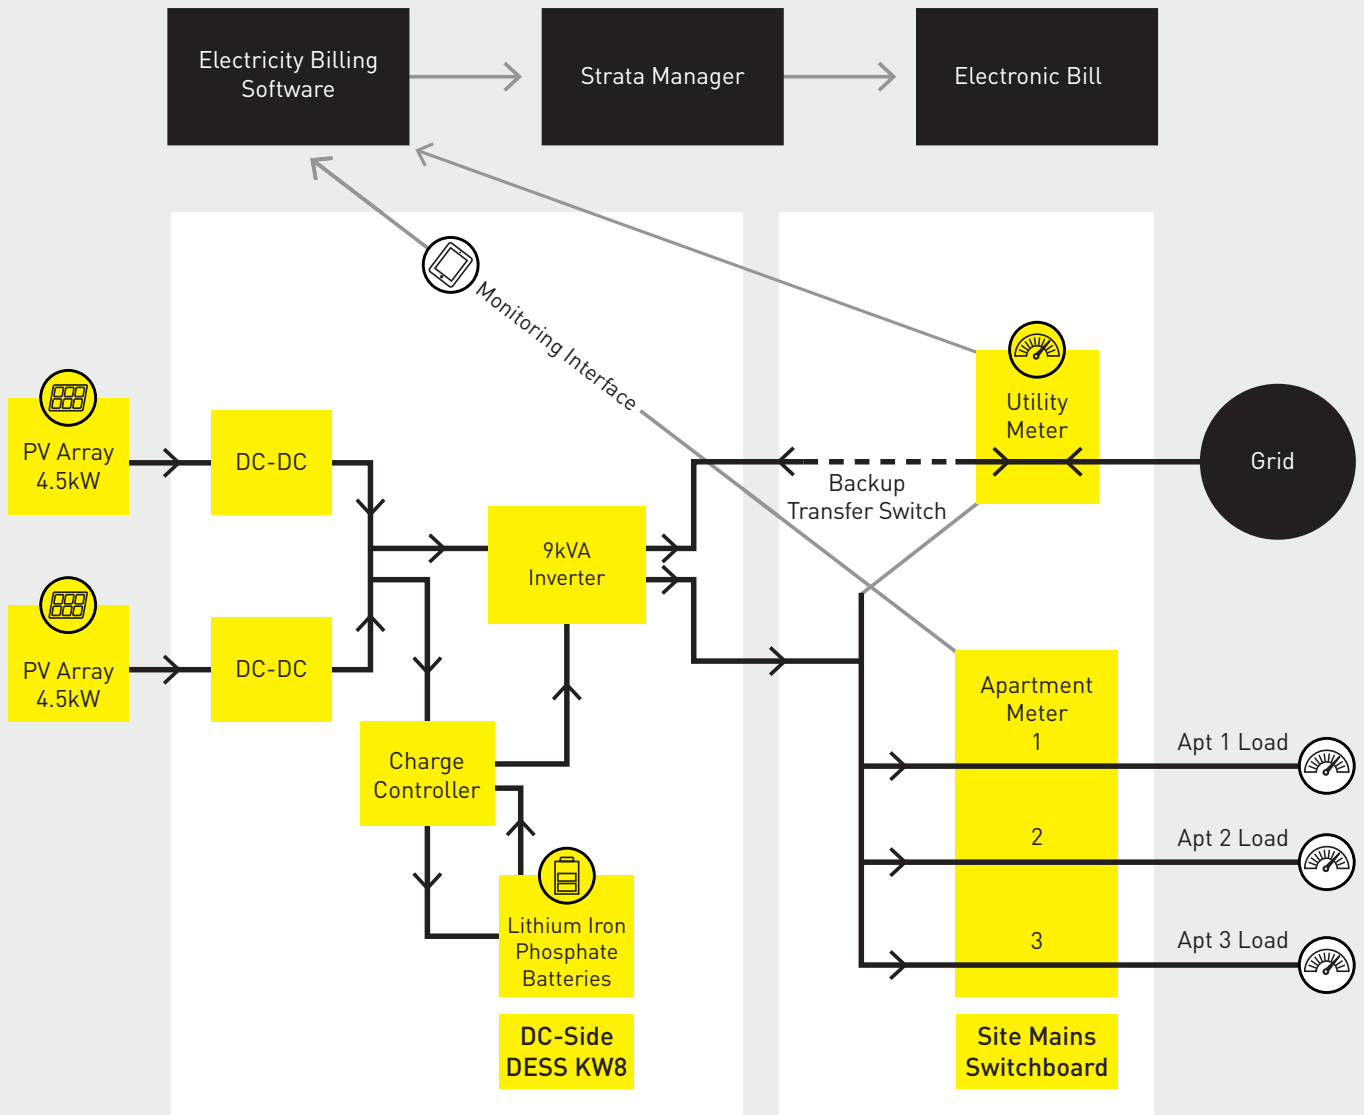 Electricity Billing
Software
Strata Manager
Electronic Bill
Monitoring Interface
Utility
Meter
Grid
PV Array
4.5kW
DC-DC
Backup
Transfer Switch
9kVA
Inverter
PV Array
4.5kW
DC-DC
Apartment
Meter
1
Apt 1 Load
Charge
Controller
2
Apt 2 Load
Lithium Iron
Phosphate
Batteries
3
Apt 3 Load
DC-Side
DESS KW8
Site Mains
Switchboard